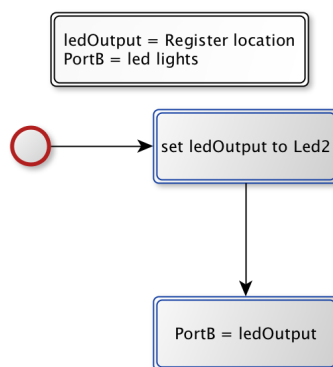 ledOutput = Register location
PortB = led lights
set ledOutput to Led2
PortB = ledOutput